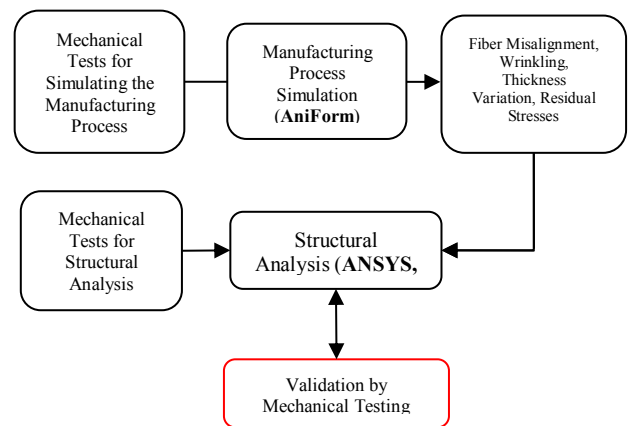 Mechanical
Tests for
Simulating the
Manufacturing
Process
Manufacturing
Process
Simulation
(AniForm)
Fiber Misalignment,
Wrinkling,
Thickness
Variation, Residual
Stresses
Mechanical
Tests for
Structural
Analysis
Structural
Analysis (ANSYS,
Validation by
Mechanical Testing